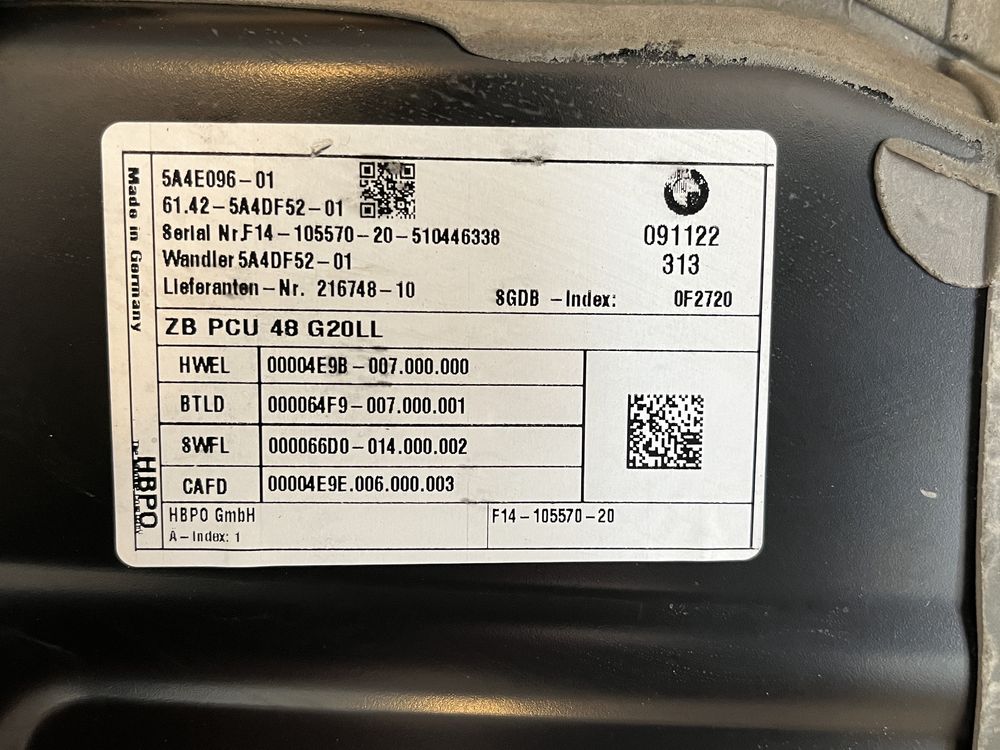 Made in Germany
5A4E096-01
61.42-5A4DF52-01
Serial Nr.F14-105570-20-510446338
Wandler 5A4DF52-01
Lieferanten-Nr. 216748-10
091122
313
SGDB -Index: 0F2720
ZB PCU 48 G20LL
HWEL 00004E9B-007.000.000
BTLD 000064F9-007.000.001
SWFL 000066D0-014.000.002
CAFD 00004E9E.006.000.003
HBPO
HBPO GmbH
A-Index: 1
F14-105570-20